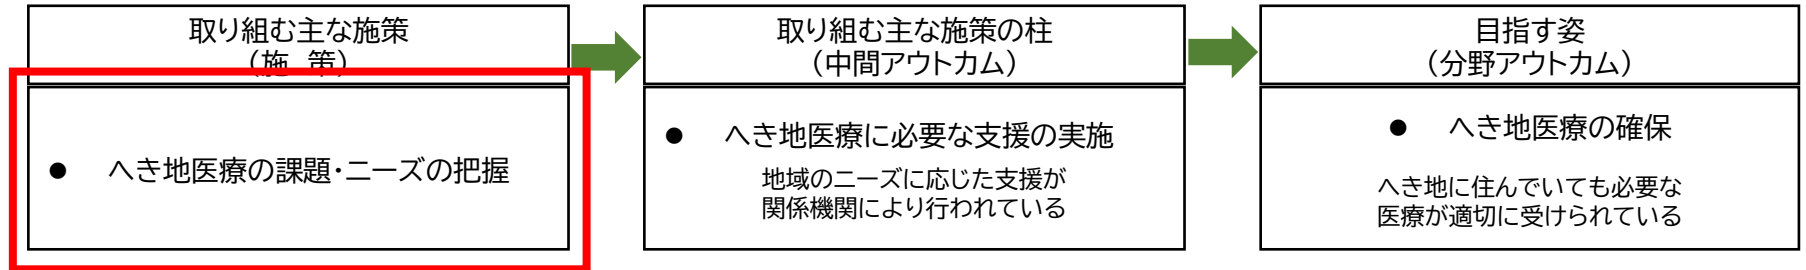 取り組む主な施策
（施　策）
● へき地医療の課題・ニーズの把握
取り組む主な施策の柱
（中間アウトカム）
● へき地医療に必要な支援の実施
地域のニーズに応じた支援が
関係機関により行われている
目指す姿
（分野アウトカム）
● へき地医療の確保
へき地に住んでいても必要な
医療が適切に受けられている